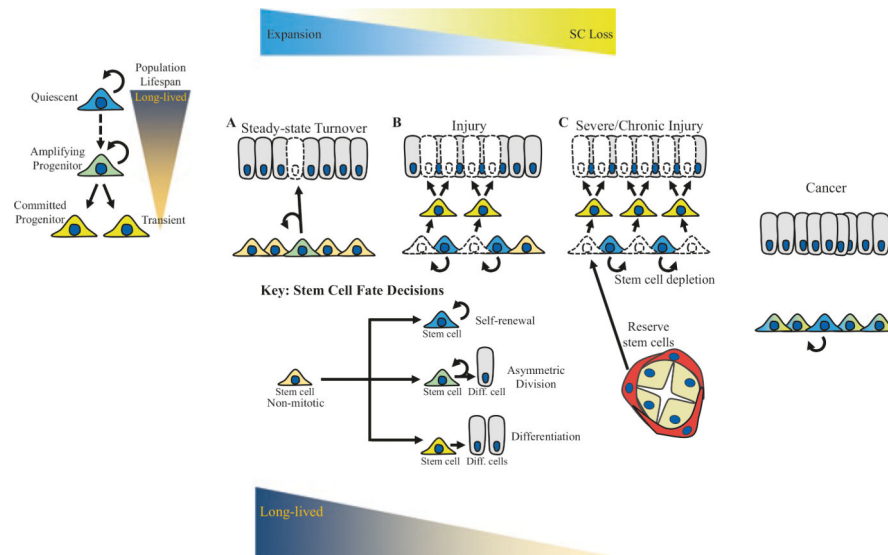 Expansion
SC Loss
Population
Lifespan
Quiescent
Long-lived
Amplifying
Progenitor
Committed
Progenitor
Transient
A
Steady-state Turnover
B
Injury
C
Severe/Chronic Injury
Cancer
Stem cell depletion
Key: Stem Cell Fate Decisions
Self-renewal
Stem cell
Stem cell
Non-mitotic
Asymmetric
Division
Stem cell
Diff. cell
Differentiation
Stem cell
Diff. cells
Reserve
stem cells
Long-lived